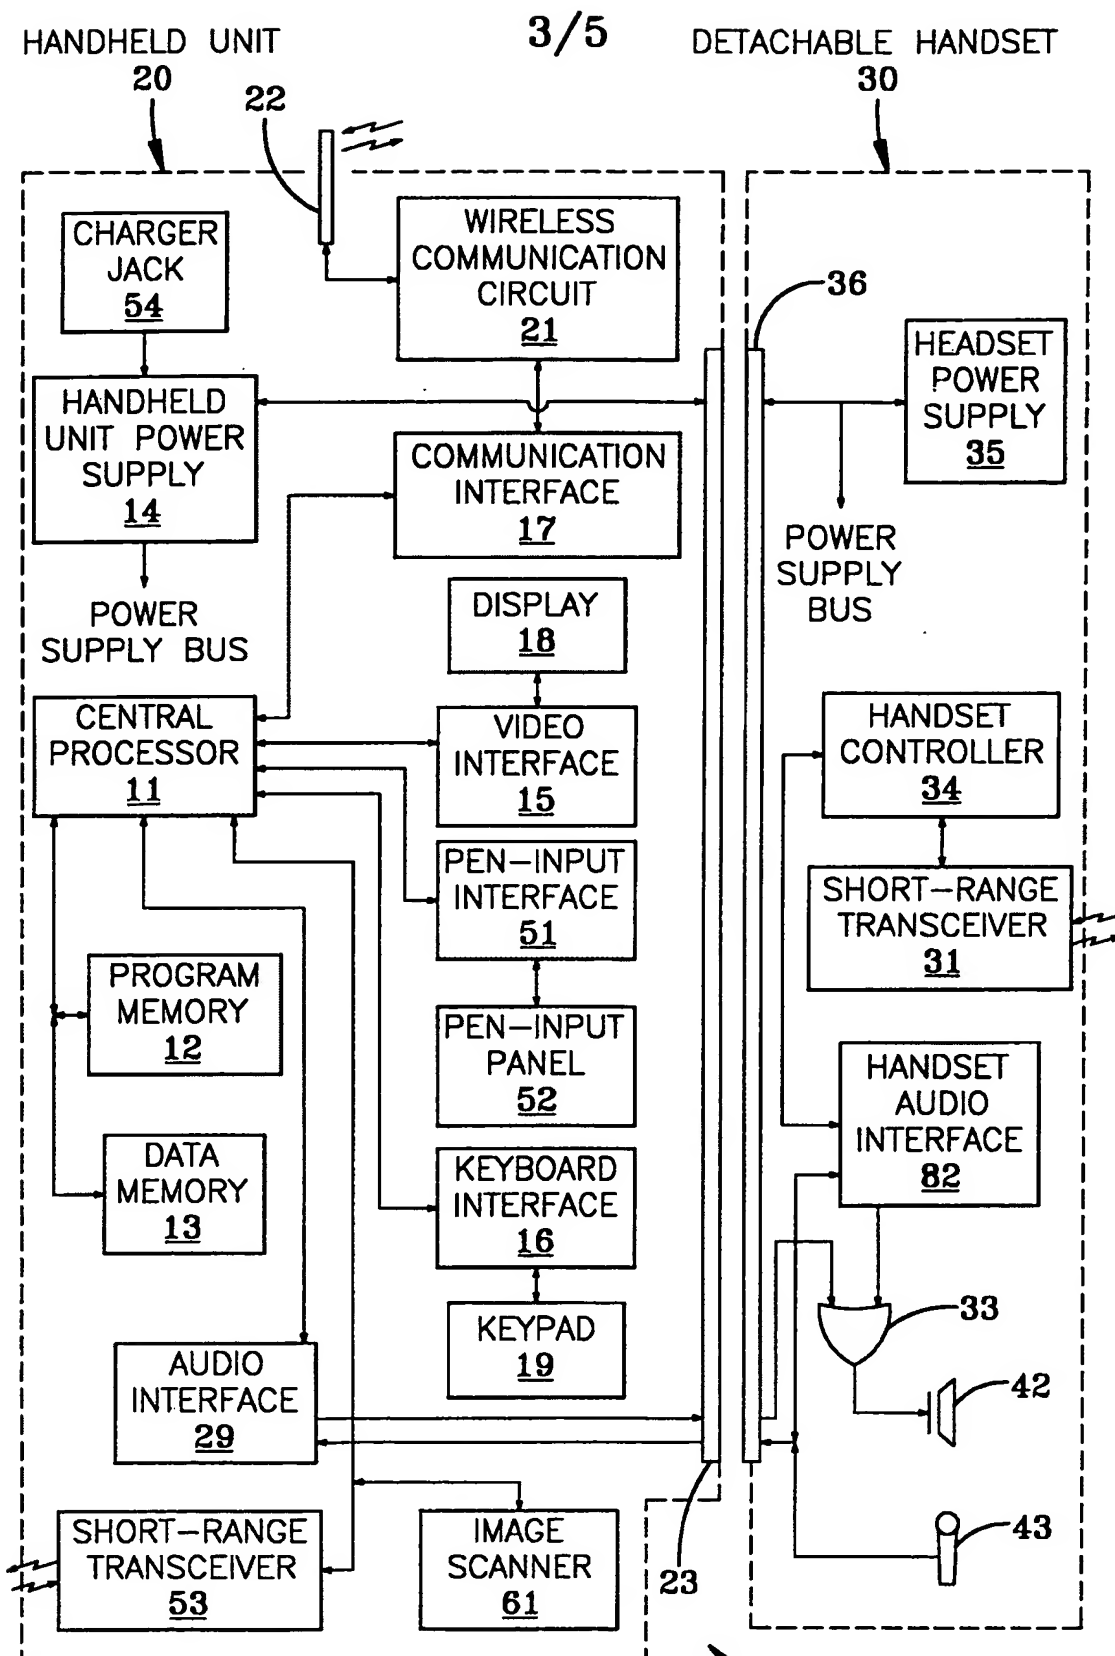 3/5
HANDHELD UNIT
20
DETACHABLE HANDSET
30
22
CHARGER
JACK
54
WIRELESS
COMMUNICATION
CIRCUIT
21
36
HEADSET
POWER
SUPPLY
35
HANDHELD
UNIT POWER
SUPPLY
14
COMMUNICATION
INTERFACE
17
POWER
SUPPLY
BUS
POWER
SUPPLY BUS
DISPLAY
18
CENTRAL
PROCESSOR
11
VIDEO
INTERFACE
15
HANDSET
CONTROLLER
34
PEN-INPUT
INTERFACE
51
SHORT-RANGE
TRANSCEIVER
31
PROGRAM
MEMORY
12
PEN-INPUT
PANEL
52
HANDSET
AUDIO
INTERFACE
82
DATA
MEMORY
13
KEYBOARD
INTERFACE
16
KEYPAD
19
33
AUDIO
INTERFACE
29
42
SHORT-RANGE
TRANSCEIVER
53
IMAGE
SCANNER
61
23
43